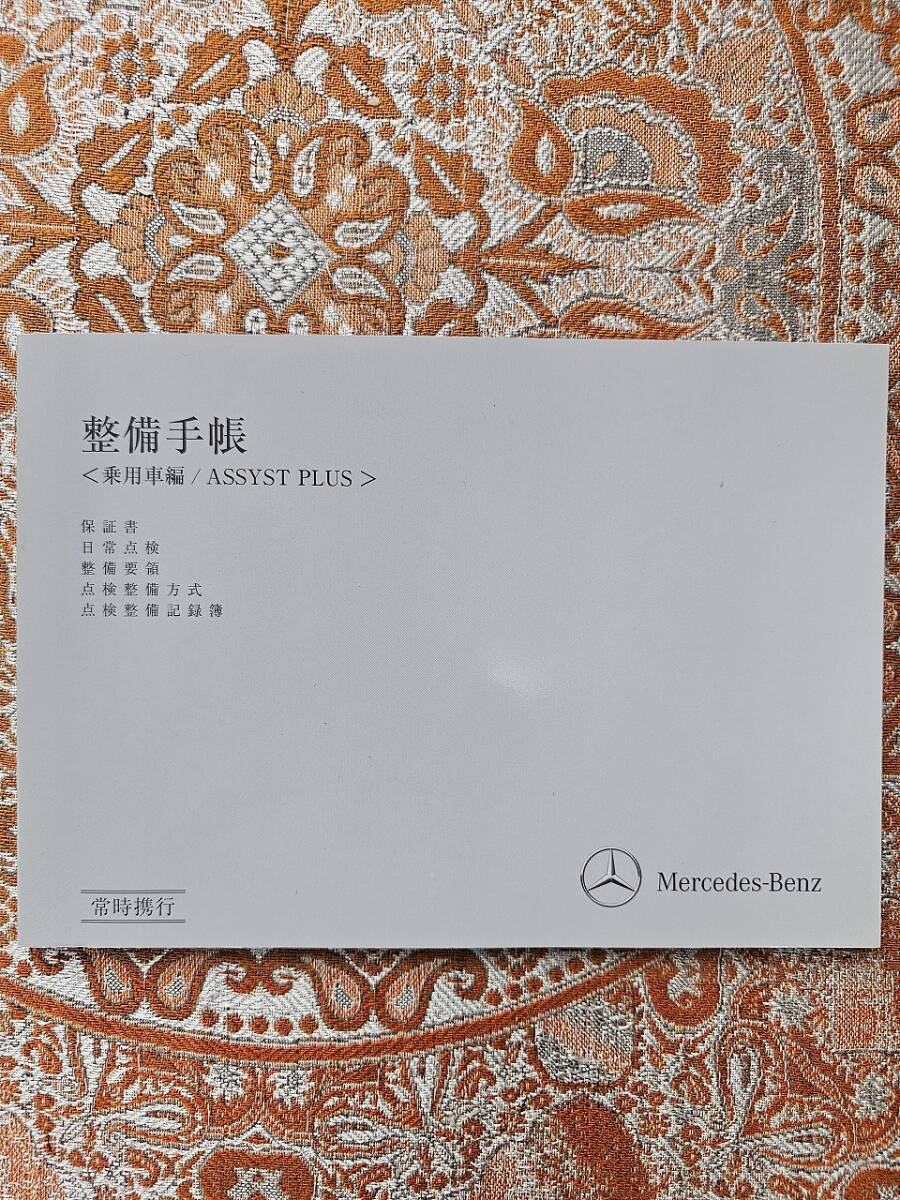 整備手帳
＜乗用車編 / ASSYST PLUS＞
保証書
日常点検
整備要領
点検整備方式
点検整備記録簿
常時携行
Mercedes-Benz